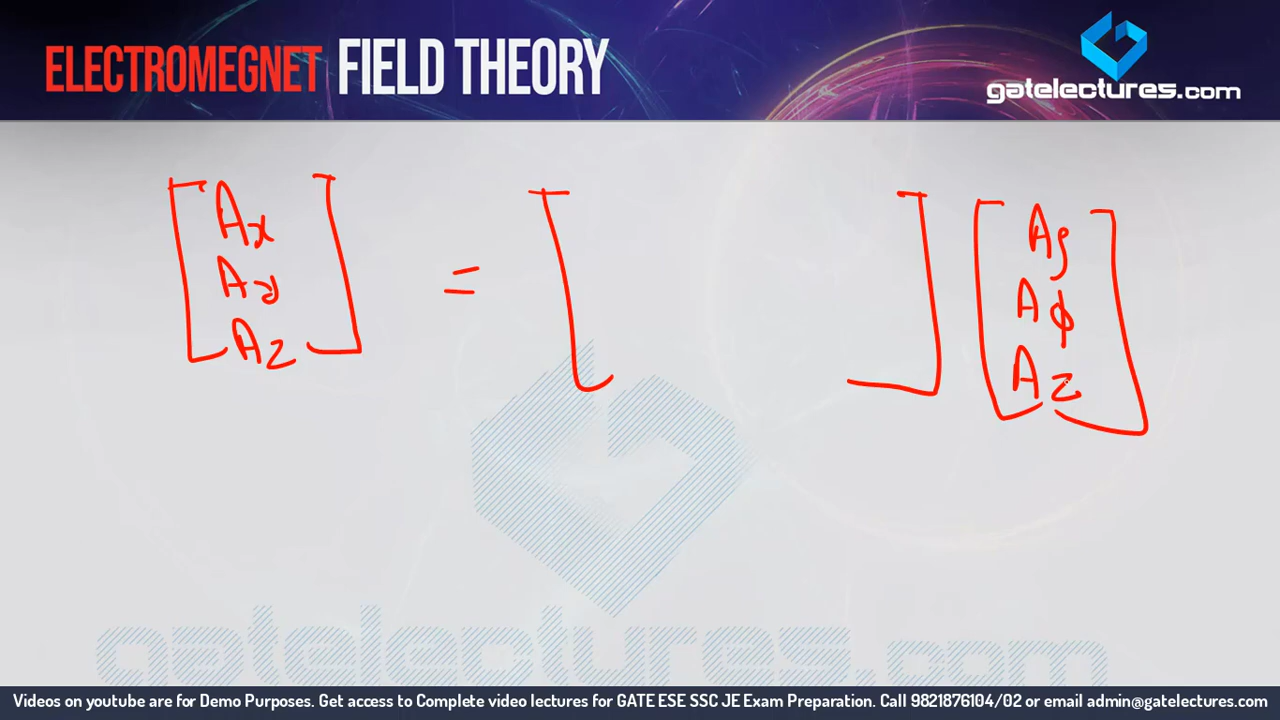 ELECTROMEGNET FIELD THEORY
gatelectures.com
Ax
Ay
Az
=
Aρ
Aϕ
Az
gatelectures.com
Videos on youtube are for Demo Purposes. Get access to Complete video lectures for GATE ESE SSC JE Exam Preparation. Call 9821876104/02 or email admin@gatelectures.com